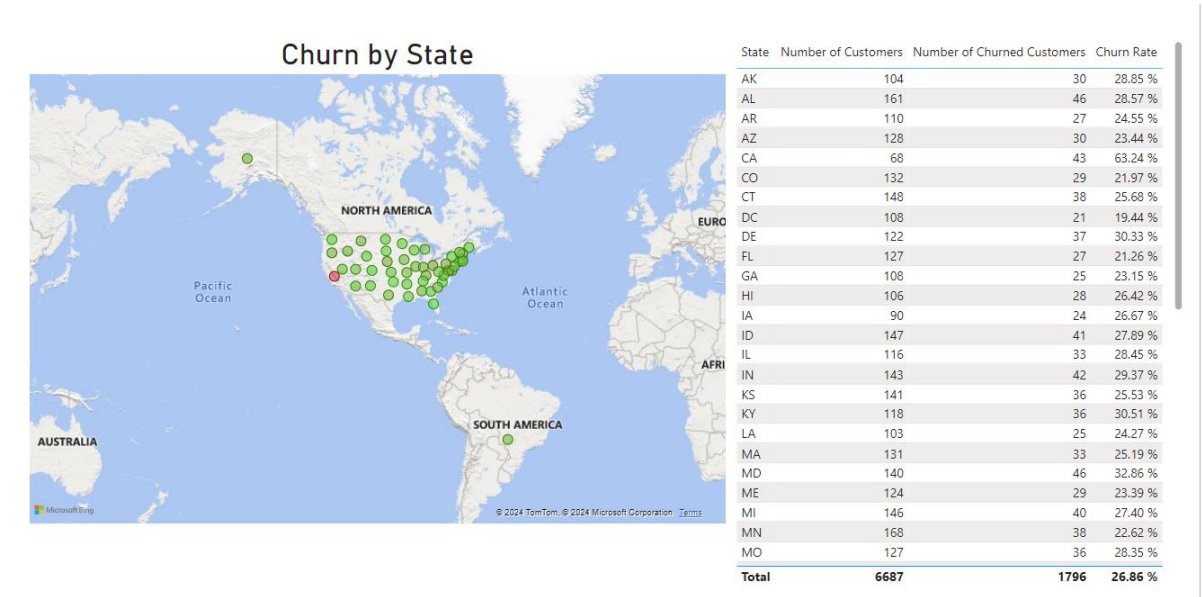 Churn by State
NORTH AMERICA
EURO
Pacific
Ocean
Atlantic
Ocean
AFRI
SOUTH AMERICA
AUSTRALIA
Microsoft Bing
© 2024 TomTom, © 2024 Microsoft Corporation Terms
State Number of Customers Number of Churned Customers Churn Rate
AK 104 30 28.85 %
AL 161 46 28.57 %
AR 110 27 24.55 %
AZ 128 30 23.44 %
CA 68 43 63.24 %
CO 132 29 21.97 %
CT 148 38 25.68 %
DC 108 21 19.44 %
DE 122 37 30.33 %
FL 127 27 21.26 %
GA 108 25 23.15 %
HI 106 28 26.42 %
IA 90 24 26.67 %
ID 147 41 27.89 %
IL 116 33 28.45 %
IN 143 42 29.37 %
KS 141 36 25.53 %
KY 118 36 30.51 %
LA 103 25 24.27 %
MA 131 33 25.19 %
MD 140 46 32.86 %
ME 124 29 23.39 %
MI 146 40 27.40 %
MN 168 38 22.62 %
MO 127 36 28.35 %
Total 6687 1796 26.86 %